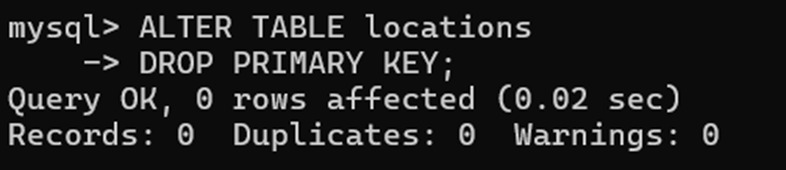 mysql> ALTER TABLE locations
    -> DROP PRIMARY KEY;
Query OK, 0 rows affected (0.02 sec)
Records: 0  Duplicates: 0  Warnings: 0